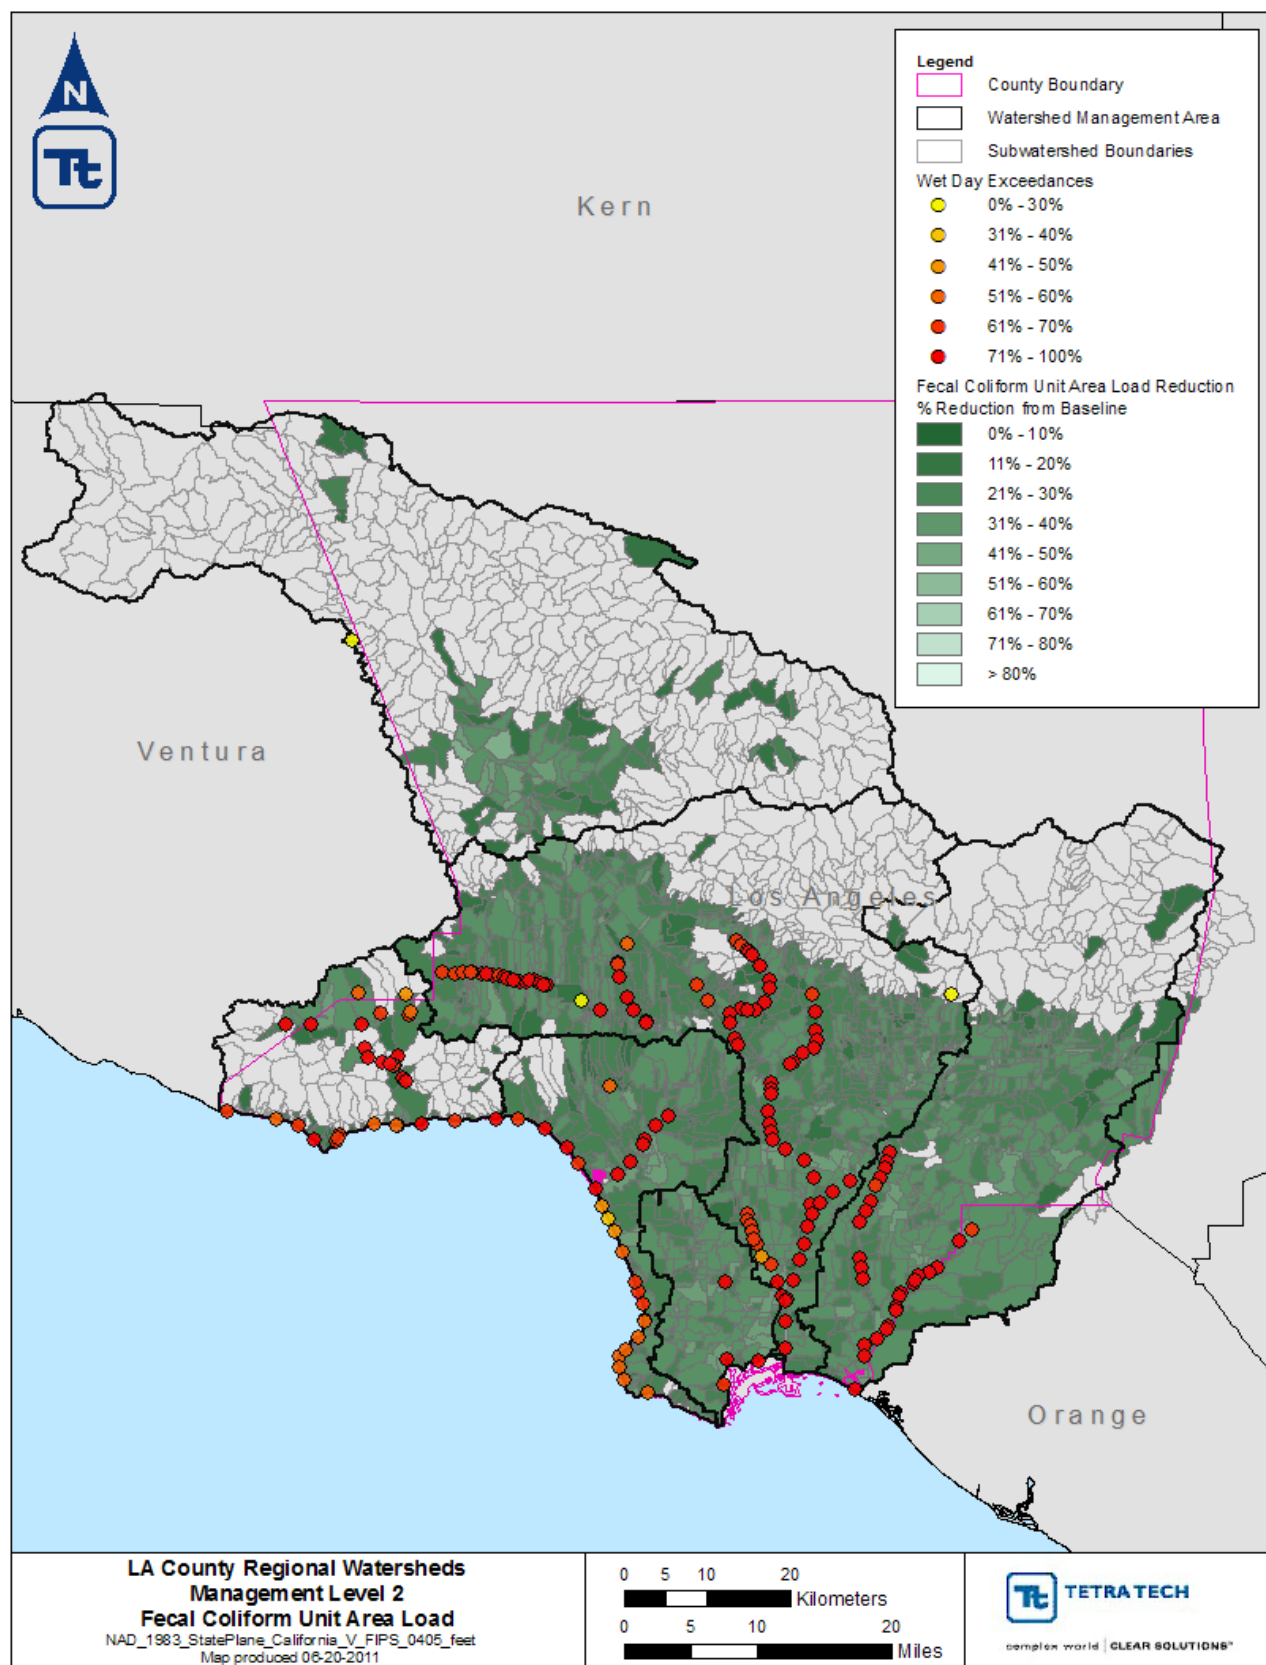 N
Tt
Legend
County Boundary
Watershed Management Area
Subwatershed Boundaries
Wet Day Exceedances
0% - 30%
31% - 40%
41% - 50%
51% - 60%
61% - 70%
71% - 100%
Fecal Coliform Unit Area Load Reduction
% Reduction from Baseline
0% - 10%
11% - 20%
21% - 30%
31% - 40%
41% - 50%
51% - 60%
61% - 70%
71% - 80%
> 80%
Kern
Ventura
Los Angeles
Orange
LA County Regional Watersheds
Management Level 2
Fecal Coliform Unit Area Load
NAD_1983_StatePlane_California_V_FIPS_0405_feet
Map produced 06-20-2011
0 5 10 20
Kilometers
0 5 10 20
Miles
Tt TETRA TECH
complex world | CLEAR SOLUTIONS™